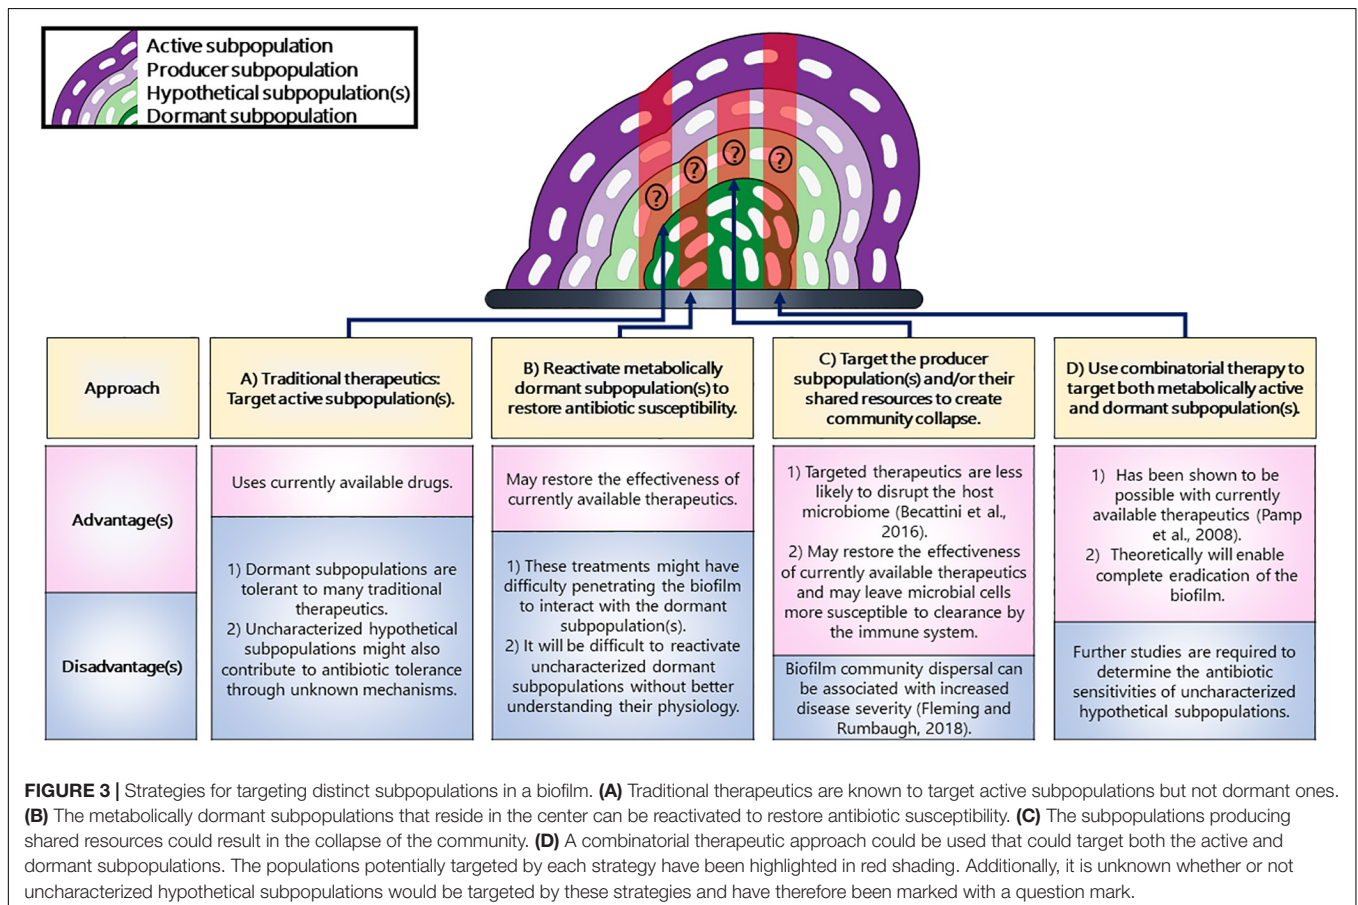 Active subpopulation
Producer subpopulation
Hypothetical subpopulation(s)
Dormant subpopulation
?
?
?
?
Approach
A) Traditional therapeutics:
Target active subpopulation(s).
B) Reactivate metabolically
dormant subpopulation(s) to
restore antibiotic susceptibility.
C) Target the producer
subpopulation(s) and/or their
shared resources to create
community collapse.
D) Use combinatorial therapy to
target both metabolically active
and dormant subpopulation(s).
Advantage(s)
Uses currently available drugs.
May restore the effectiveness of
currently available therapeutics.
1) Targeted therapeutics are less
likely to disrupt the host
microbiome (Becattini et al.,
2016).
2) May restore the effectiveness
of currently available therapeutics
and may leave microbial cells
more susceptible to clearance by
the immune system.
1) Has been shown to be
possible with currently
available therapeutics (Pamp
et al., 2008).
2) Theoretically will enable
complete eradication of the
biofilm.
Disadvantage(s)
1) Dormant subpopulations are
tolerant to many traditional
therapeutics.
2) Uncharacterized hypothetical
subpopulations might also
contribute to antibiotic tolerance
through unknown mechanisms.
1) These treatments might have
difficulty penetrating the biofilm
to interact with the dormant
subpopulation(s).
2) It will be difficult to reactivate
uncharacterized dormant
subpopulations without better
understanding their physiology.
Biofilm community dispersal can
be associated with increased
disease severity (Fleming and
Rumbaugh, 2018).
Further studies are required to
determine the antibiotic
sensitivities of uncharacterized
hypothetical subpopulations.
FIGURE 3 | Strategies for targeting distinct subpopulations in a biofilm. (A) Traditional therapeutics are known to target active subpopulations but not dormant ones.
(B) The metabolically dormant subpopulations that reside in the center can be reactivated to restore antibiotic susceptibility. (C) The subpopulations producing
shared resources could result in the collapse of the community. (D) A combinatorial therapeutic approach could be used that could target both the active and
dormant subpopulations. The populations potentially targeted by each strategy have been highlighted in red shading. Additionally, it is unknown whether or not
uncharacterized hypothetical subpopulations would be targeted by these strategies and have therefore been marked with a question mark.